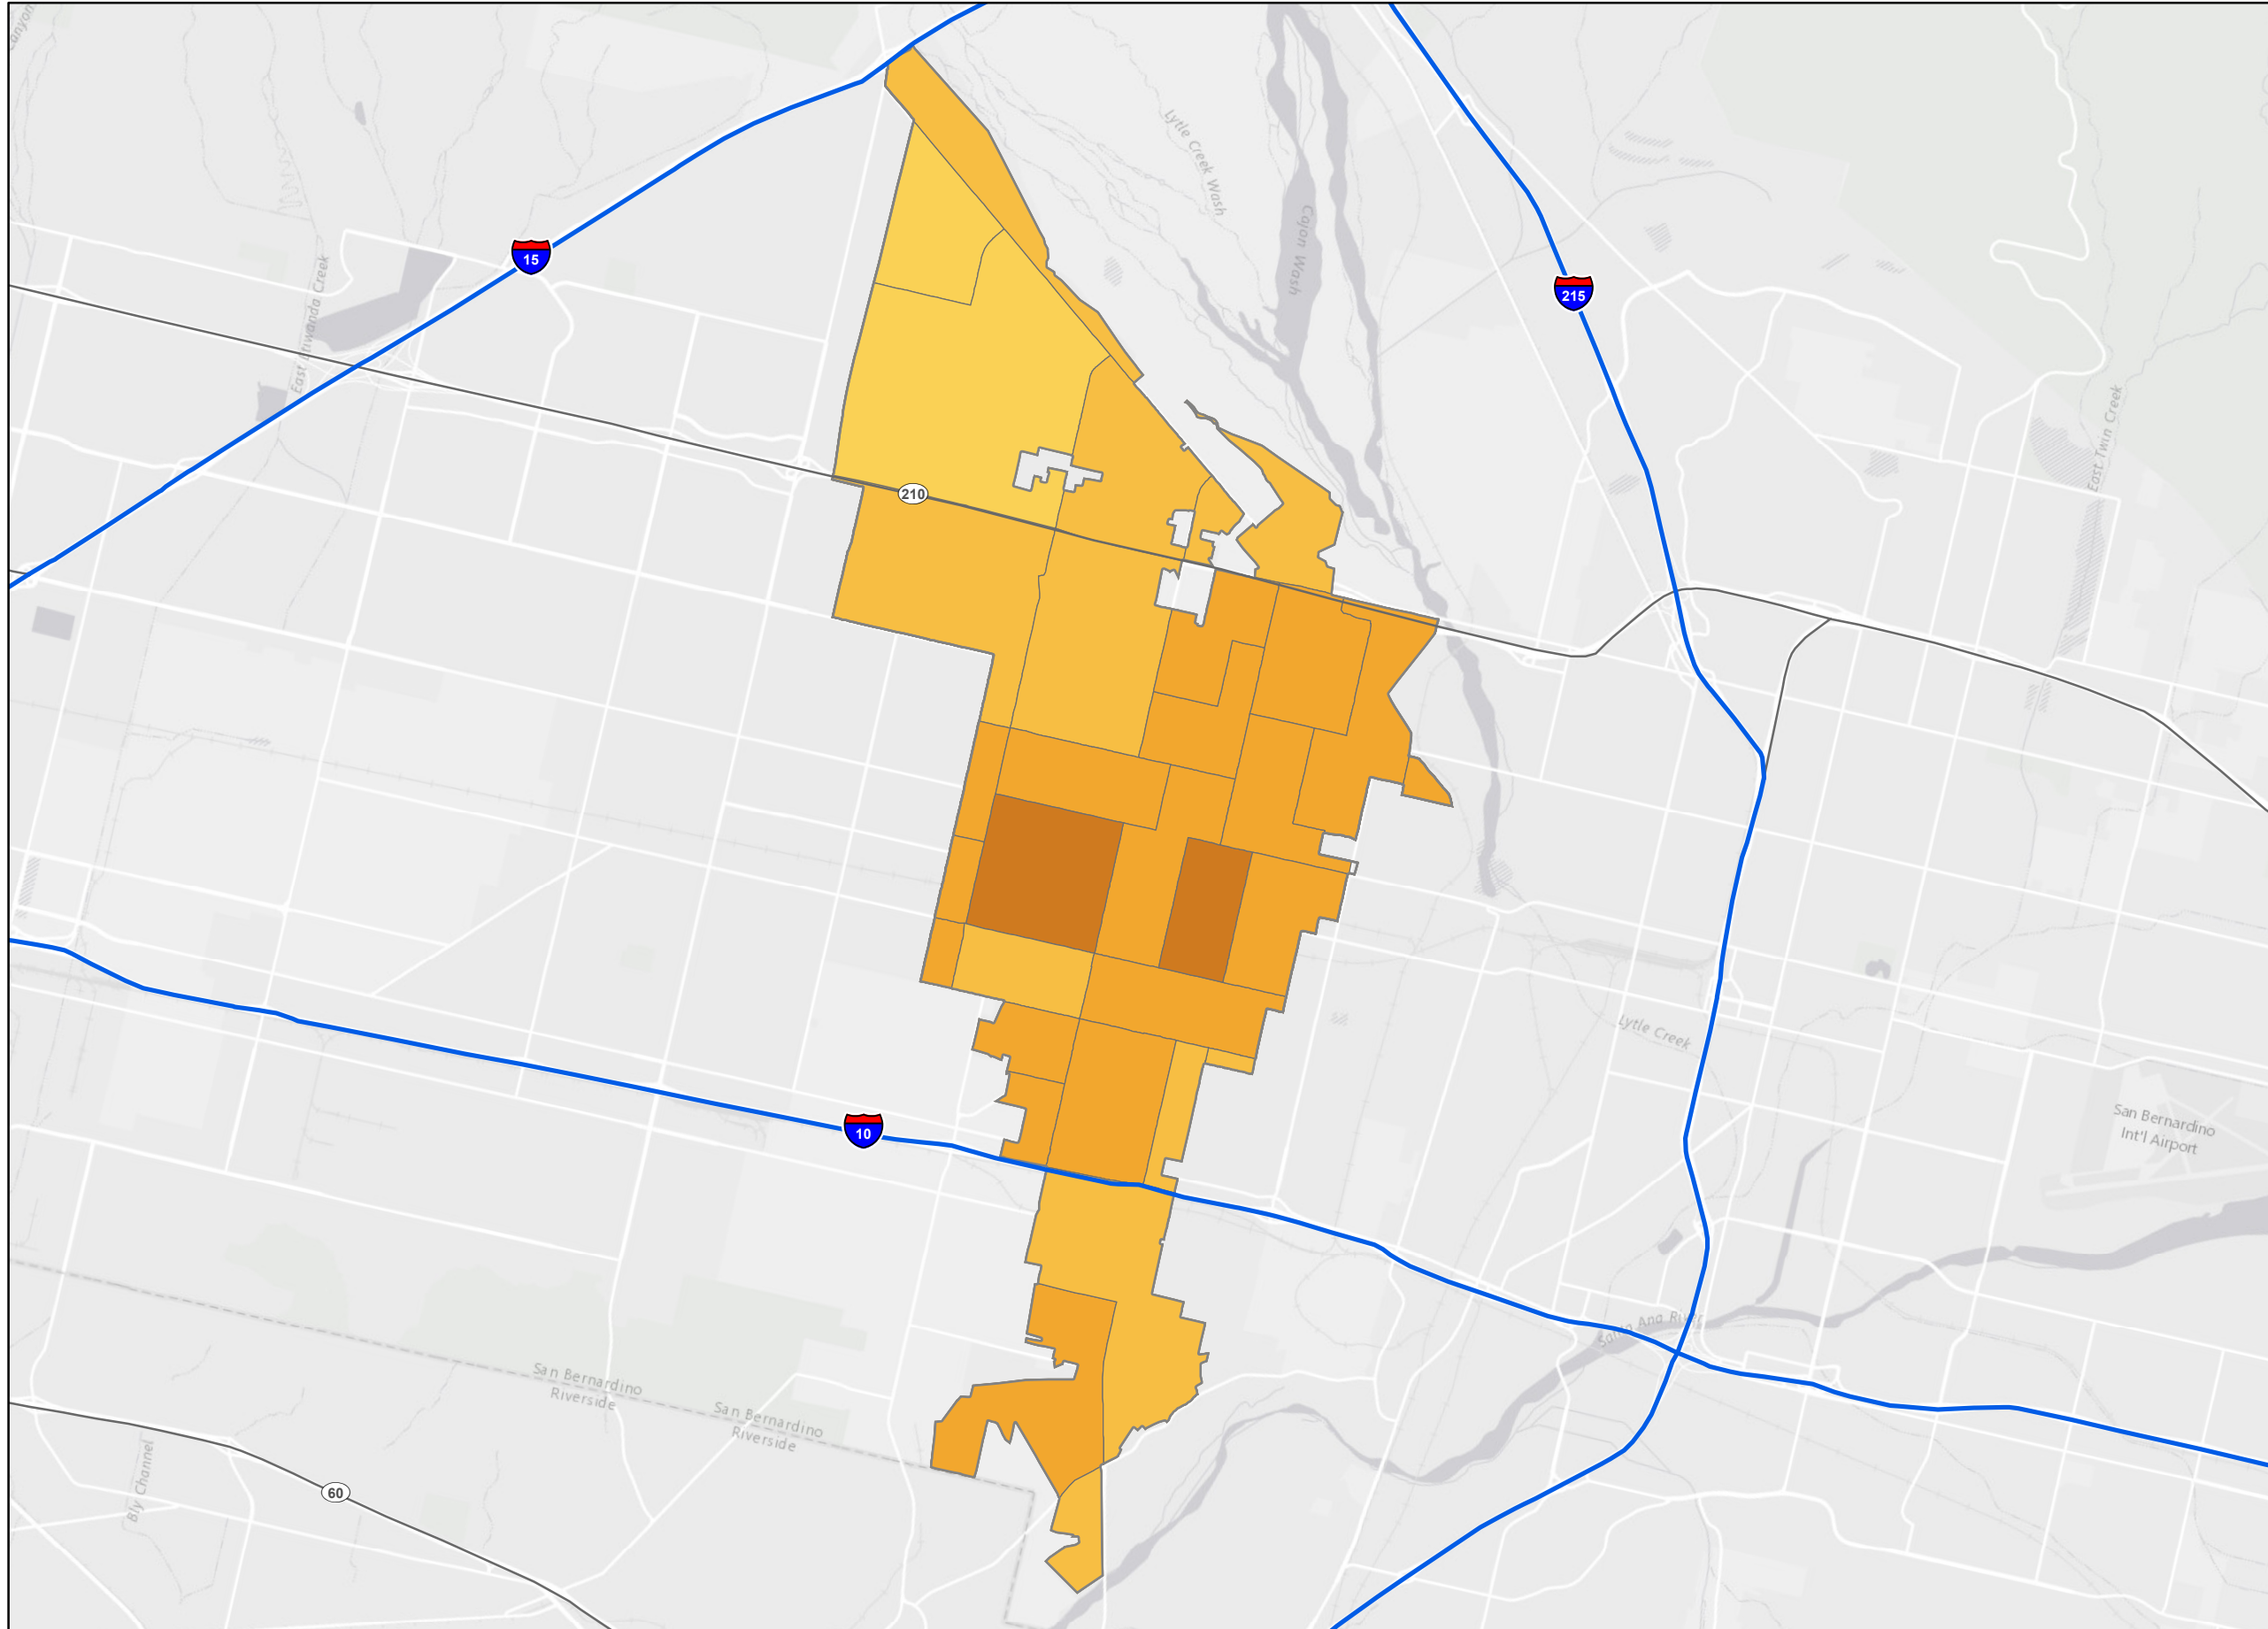 Canyon
Lytle Creek Wash
Cajon Wash
15
215
East Etiwanda Creek
East Twin Creek
210
Lytle Creek
San Bernardino
Int'l Airport
10
Santa Ana River
San Bernardino
Riverside
San Bernardino
Riverside
Bly Channel
60